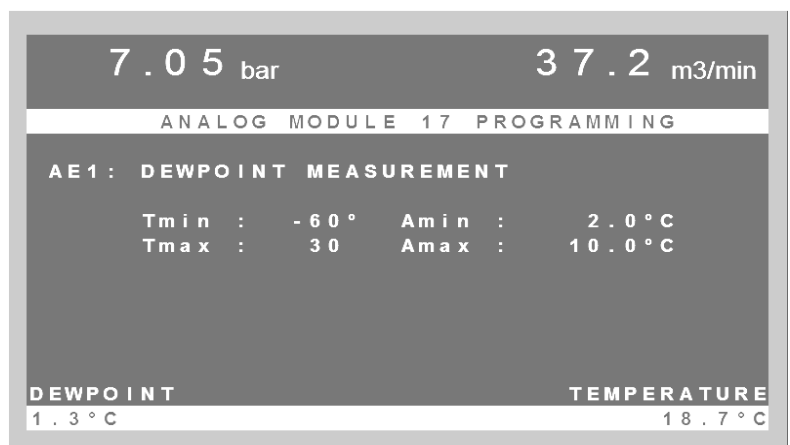 7.05 bar 37.2 m3/min
ANALOG MODULE 17 PROGRAMMING
AE1: DEWPOINT MEASUREMENT
Tmin : -60° Amin : 2.0°C
Tmax : 30 Amax : 10.0°C
DEWPOINT TEMPERATURE
1.3°C 18.7°C